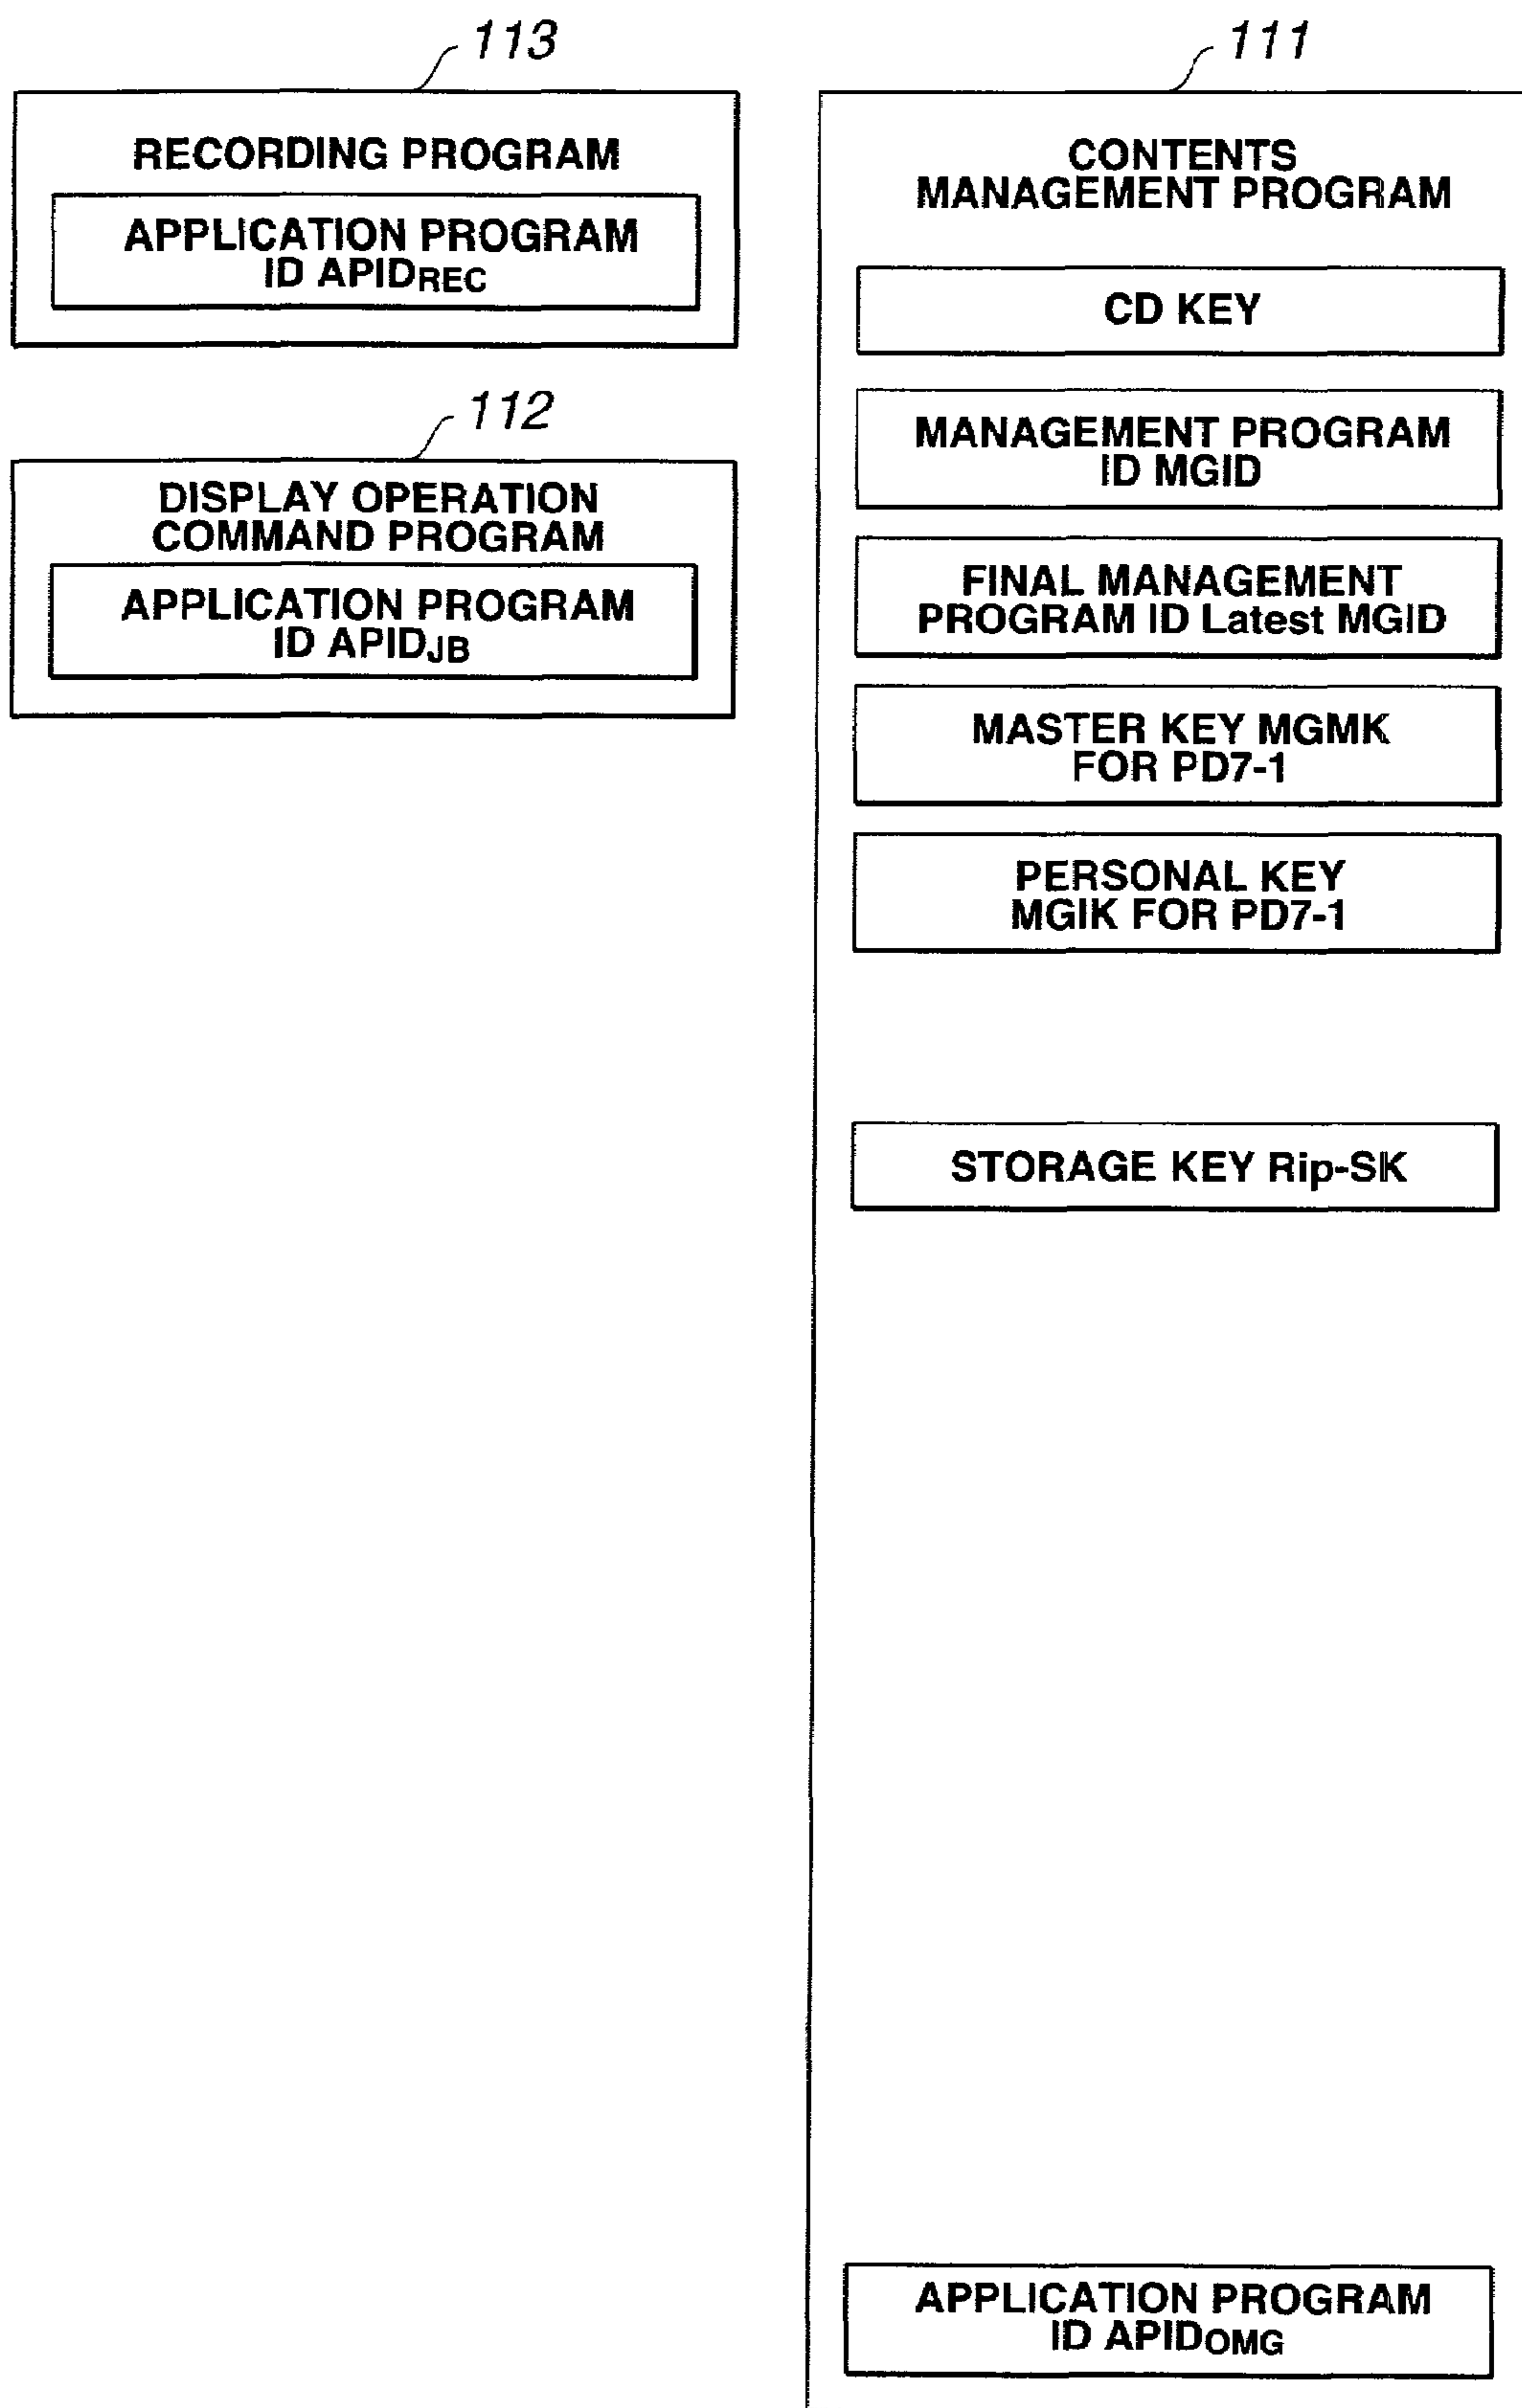 113
RECORDING PROGRAM
APPLICATION PROGRAM
ID APIDREC
112
DISPLAY OPERATION
COMMAND PROGRAM
APPLICATION PROGRAM
ID APIDJB
111
CONTENTS
MANAGEMENT PROGRAM
CD KEY
MANAGEMENT PROGRAM
ID MGID
FINAL MANAGEMENT
PROGRAM ID Latest MGID
MASTER KEY MGMK
FOR PD7-1
PERSONAL KEY
MGIK FOR PD7-1
STORAGE KEY Rip-SK
APPLICATION PROGRAM
ID APIDOMG